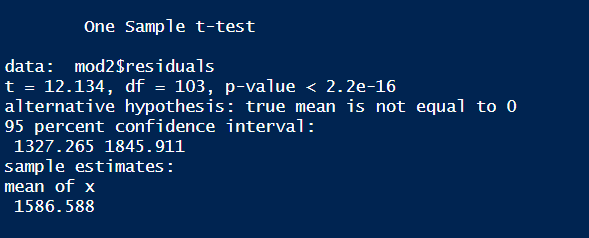 One Sample t-test
data:  mod2$residuals
t = 12.134, df = 103, p-value < 2.2e-16
alternative hypothesis: true mean is not equal to 0
95 percent confidence interval:
 1327.265 1845.911
sample estimates:
mean of x
 1586.588